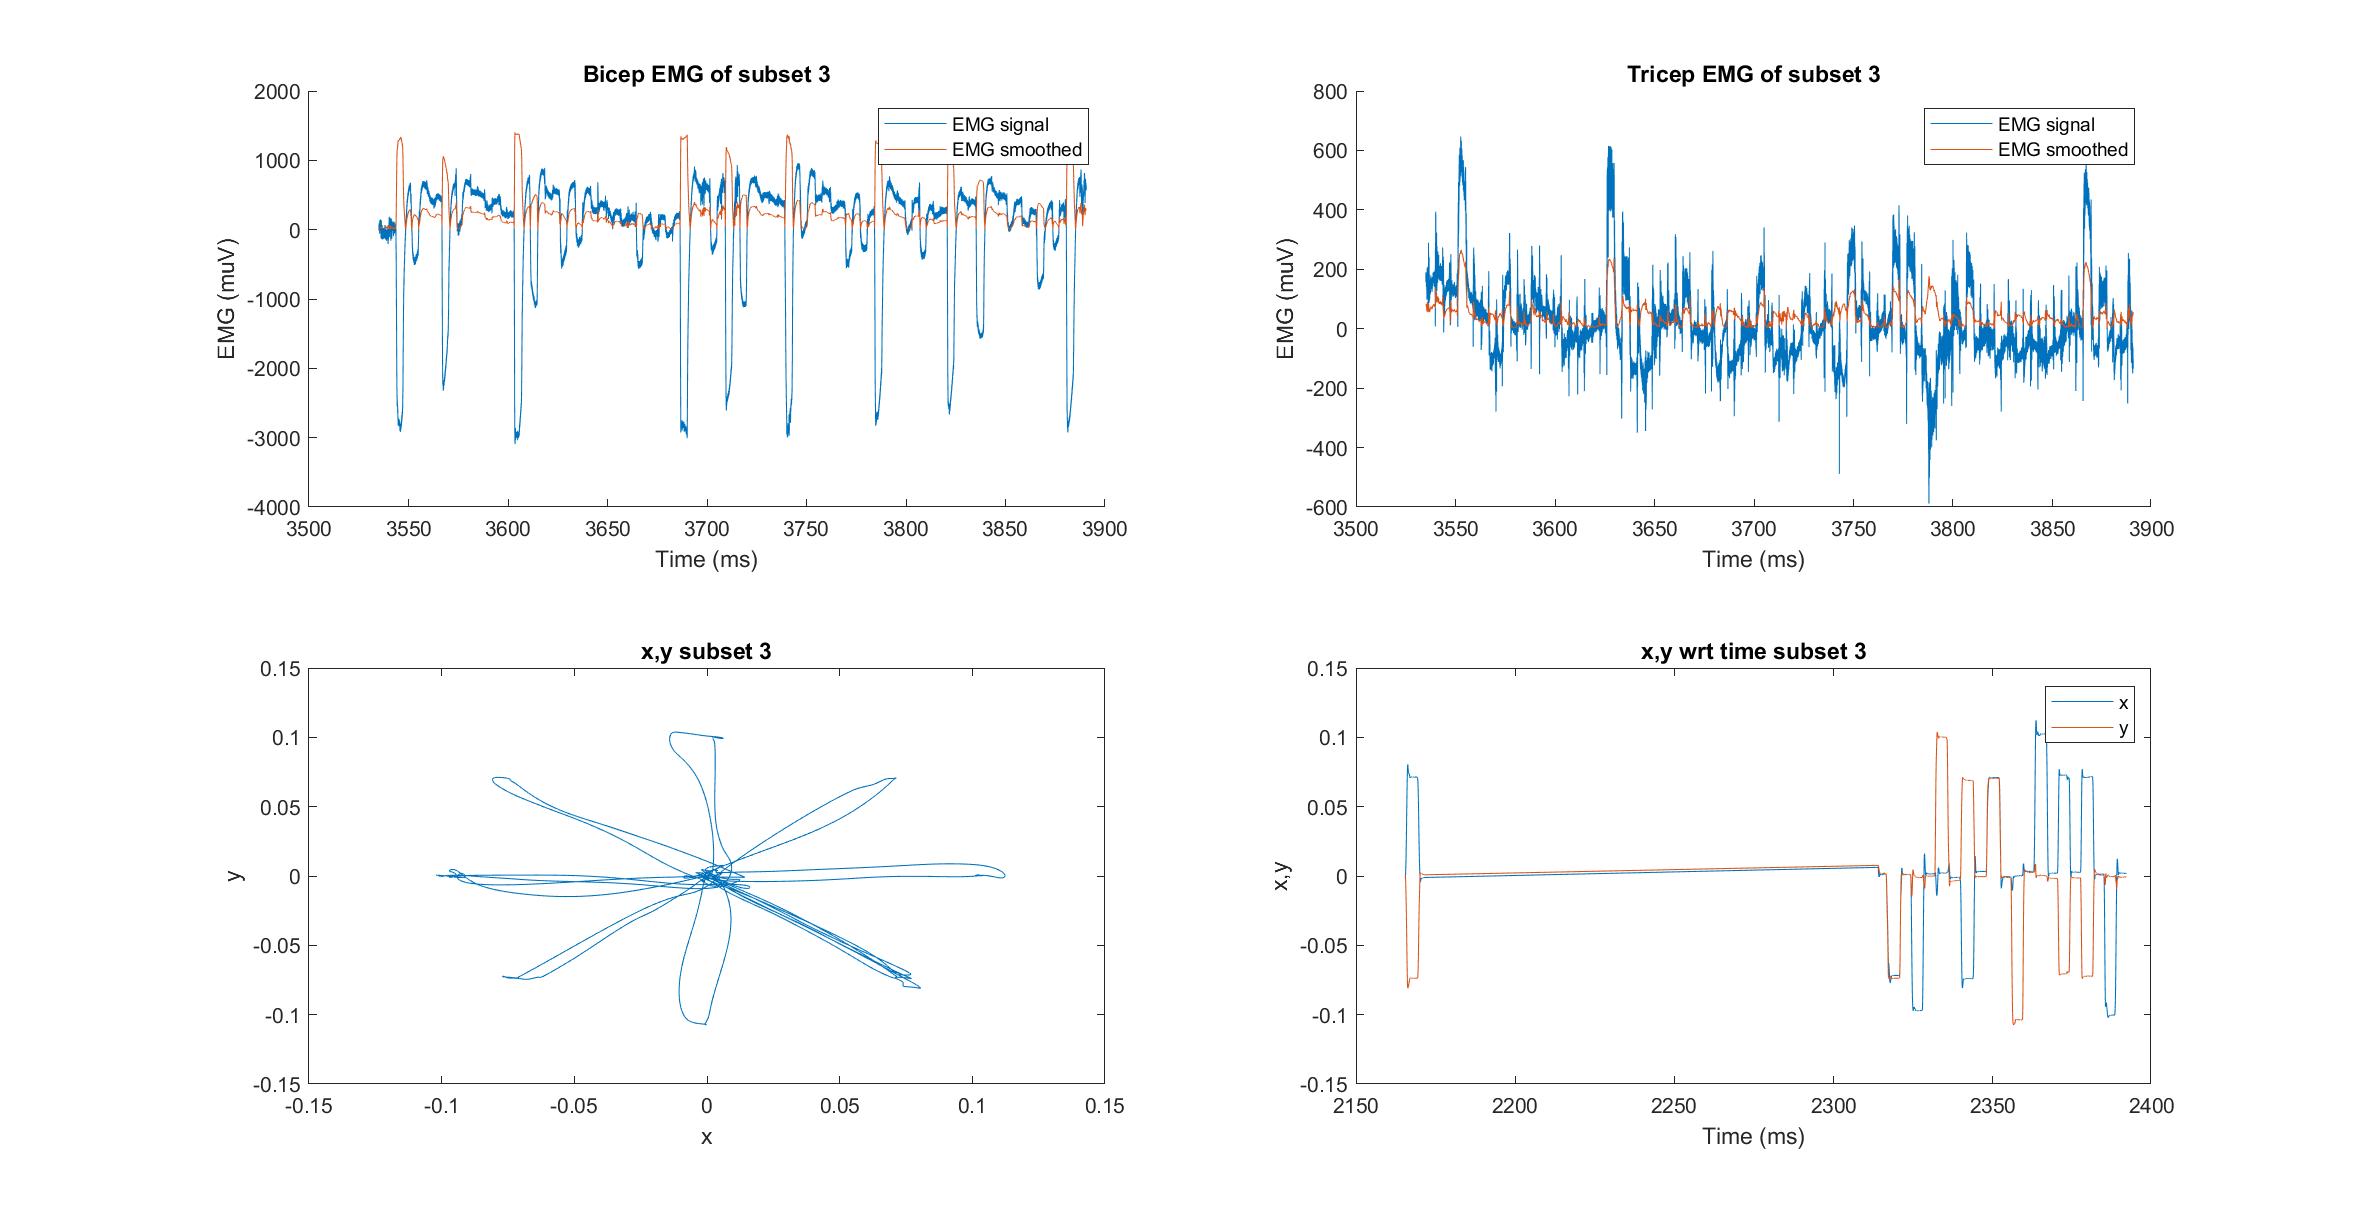 Bicep EMG of subset 3
2000
1000
0
-1000
-2000
-3000
-4000
EMG (muV)
EMG signal
EMG smoothed
3500 3550 3600 3650 3700 3750 3800 3850 3900
Time (ms)
Tricep EMG of subset 3
800
600
400
200
0
-200
-400
-600
EMG (muV)
EMG signal
EMG smoothed
3500 3550 3600 3650 3700 3750 3800 3850 3900
Time (ms)
x,y subset 3
0.15
0.1
0.05
0
-0.05
-0.1
-0.15
y
-0.15 -0.1 -0.05 0 0.05 0.1 0.15
x
x,y wrt time subset 3
0.15
0.1
0.05
0
-0.05
-0.1
-0.15
x,y
x
y
2150 2200 2250 2300 2350 2400
Time (ms)